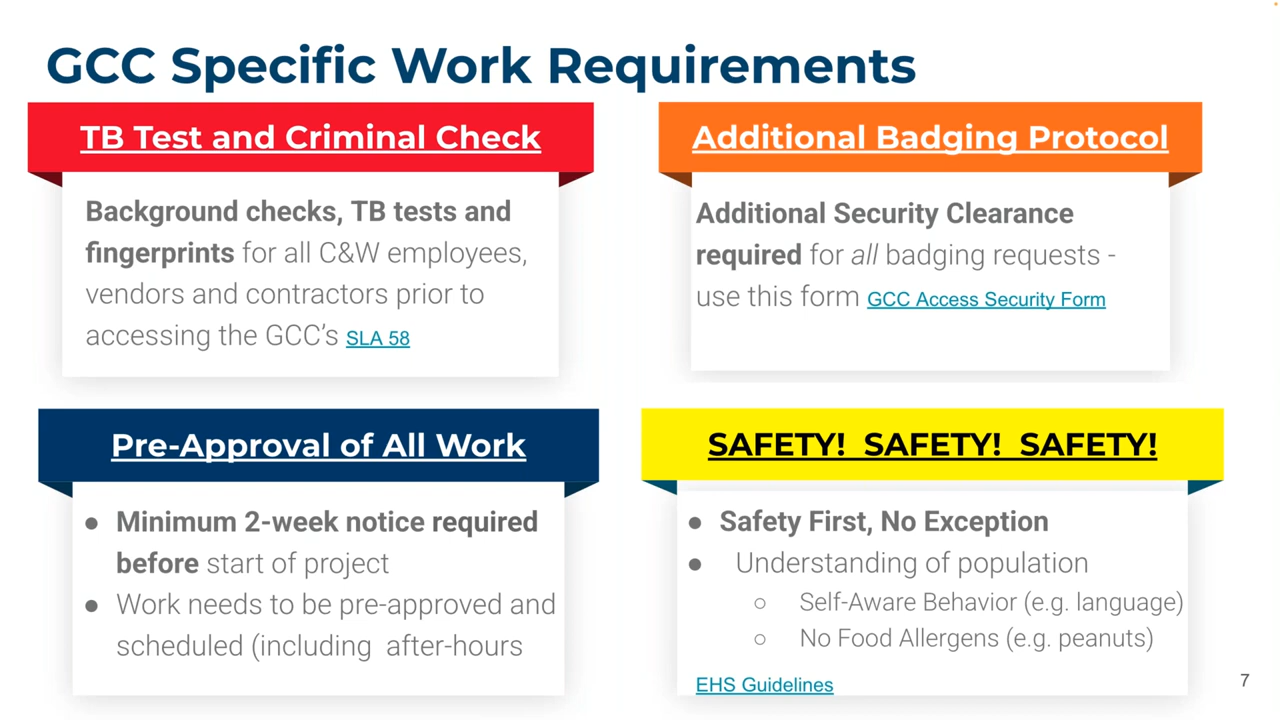 GCC Specific Work Requirements
TB Test and Criminal Check
Background checks, TB tests and
fingerprints for all C&W employees,
vendors and contractors prior to
accessing the GCC’s SLA 58
Additional Badging Protocol
Additional Security Clearance
required for all badging requests -
use this form GCC Access Security Form
Pre-Approval of All Work
● Minimum 2-week notice required
before start of project
● Work needs to be pre-approved and
scheduled (including  after-hours
SAFETY!  SAFETY!  SAFETY!
● Safety First, No Exception
● Understanding of population
○ Self-Aware Behavior (e.g. language)
○ No Food Allergens (e.g. peanuts)
EHS Guidelines
7